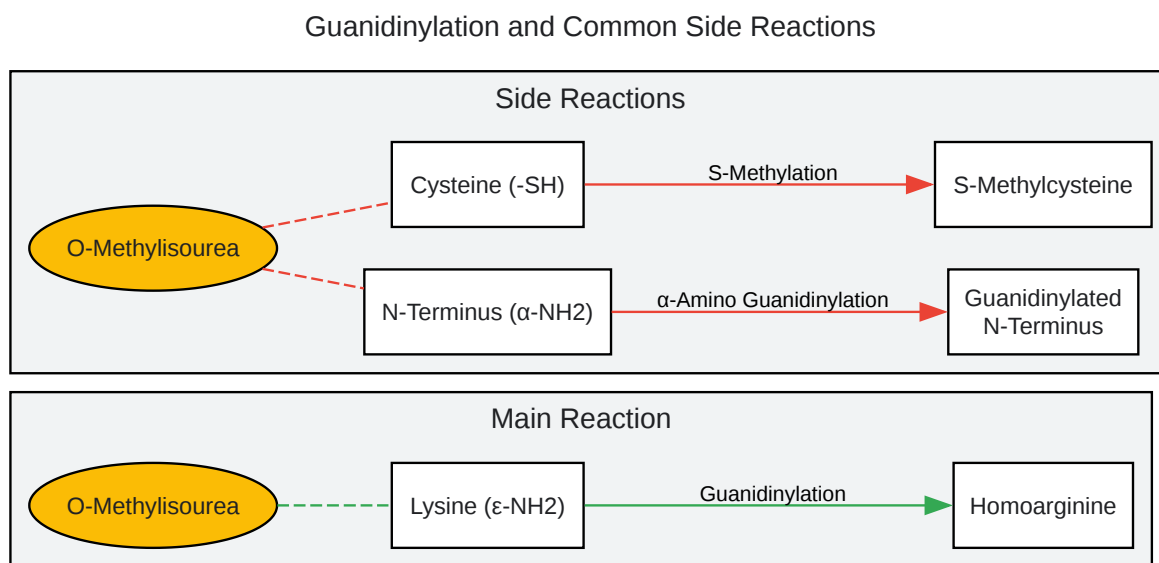 Guanidinylation and Common Side Reactions
Side Reactions
O-Methylisourea
Cysteine (-SH)
S-Methylation
S-Methylcysteine
N-Terminus (α-NH2)
α-Amino Guanidinylation
Guanidinylated
N-Terminus
Main Reaction
O-Methylisourea
Lysine (ε-NH2)
Guanidinylation
Homoarginine